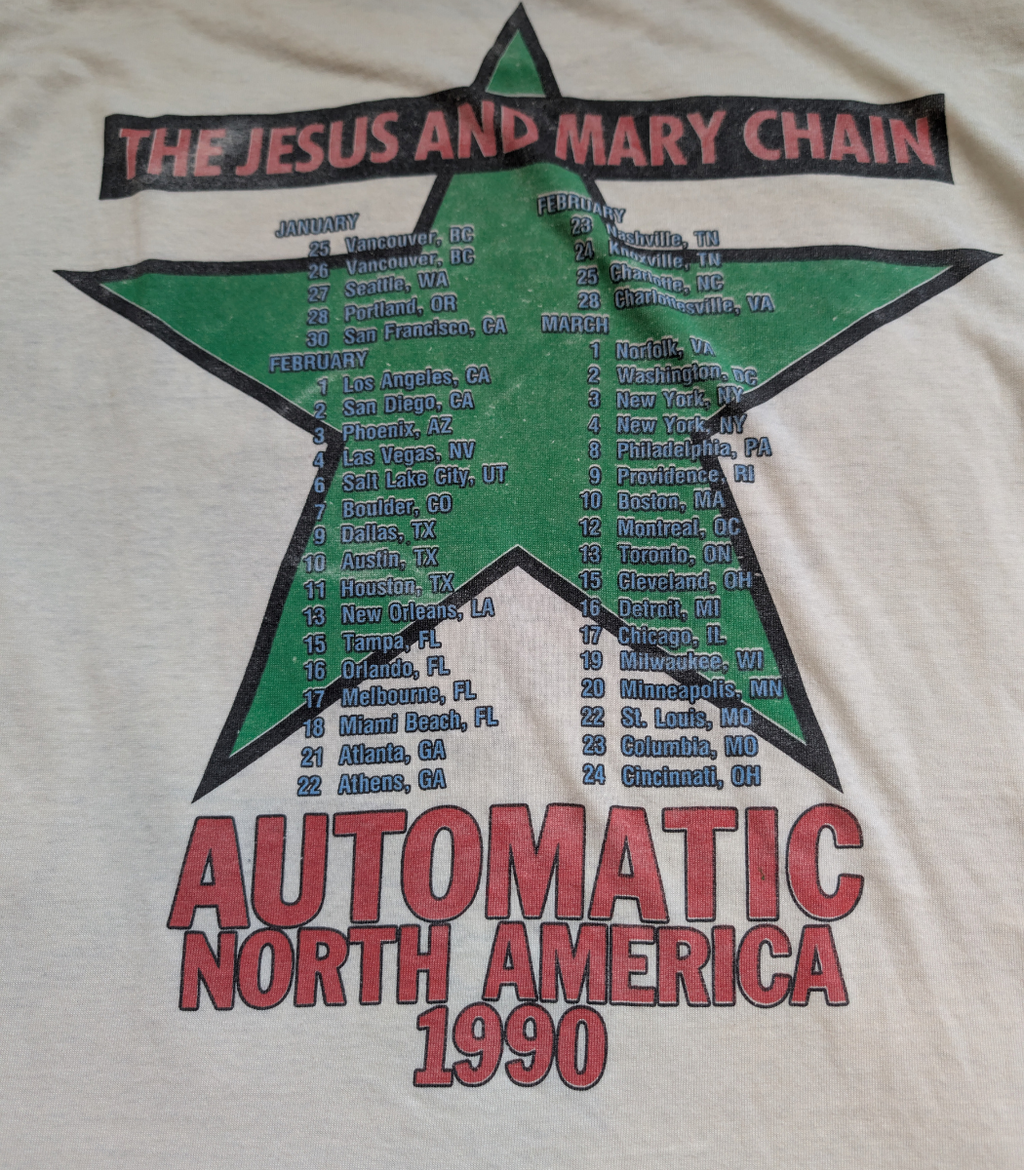 THE JESUS AND MARY CHAIN
JANUARY
25 Vancouver, BC
26 Vancouver, BC
27 Seattle, WA
28 Portland, OR
30 San Francisco, CA
FEBRUARY
1 Los Angeles, CA
2 San Diego, CA
3 Phoenix, AZ
4 Las Vegas, NV
6 Salt Lake City, UT
7 Boulder, CO
9 Dallas, TX
10 Austin, TX
11 Houston, TX
13 New Orleans, LA
15 Tampa, FL
16 Orlando, FL
17 Melbourne, FL
18 Miami Beach, FL
21 Atlanta, GA
22 Athens, GA
FEBRUARY
23 Nashville, TN
24 Knoxville, TN
25 Charlotte, NC
28 Charlottesville, VA
MARCH
1 Norfolk, VA
2 Washington, DC
3 New York, NY
4 New York, NY
8 Philadelphia, PA
9 Providence, RI
10 Boston, MA
12 Montreal, QC
13 Toronto, ON
15 Cleveland, OH
16 Detroit, MI
17 Chicago, IL
19 Milwaukee, WI
20 Minneapolis, MN
22 St. Louis, MO
23 Columbia, MO
24 Cincinnati, OH
AUTOMATIC
NORTH AMERICA
1990